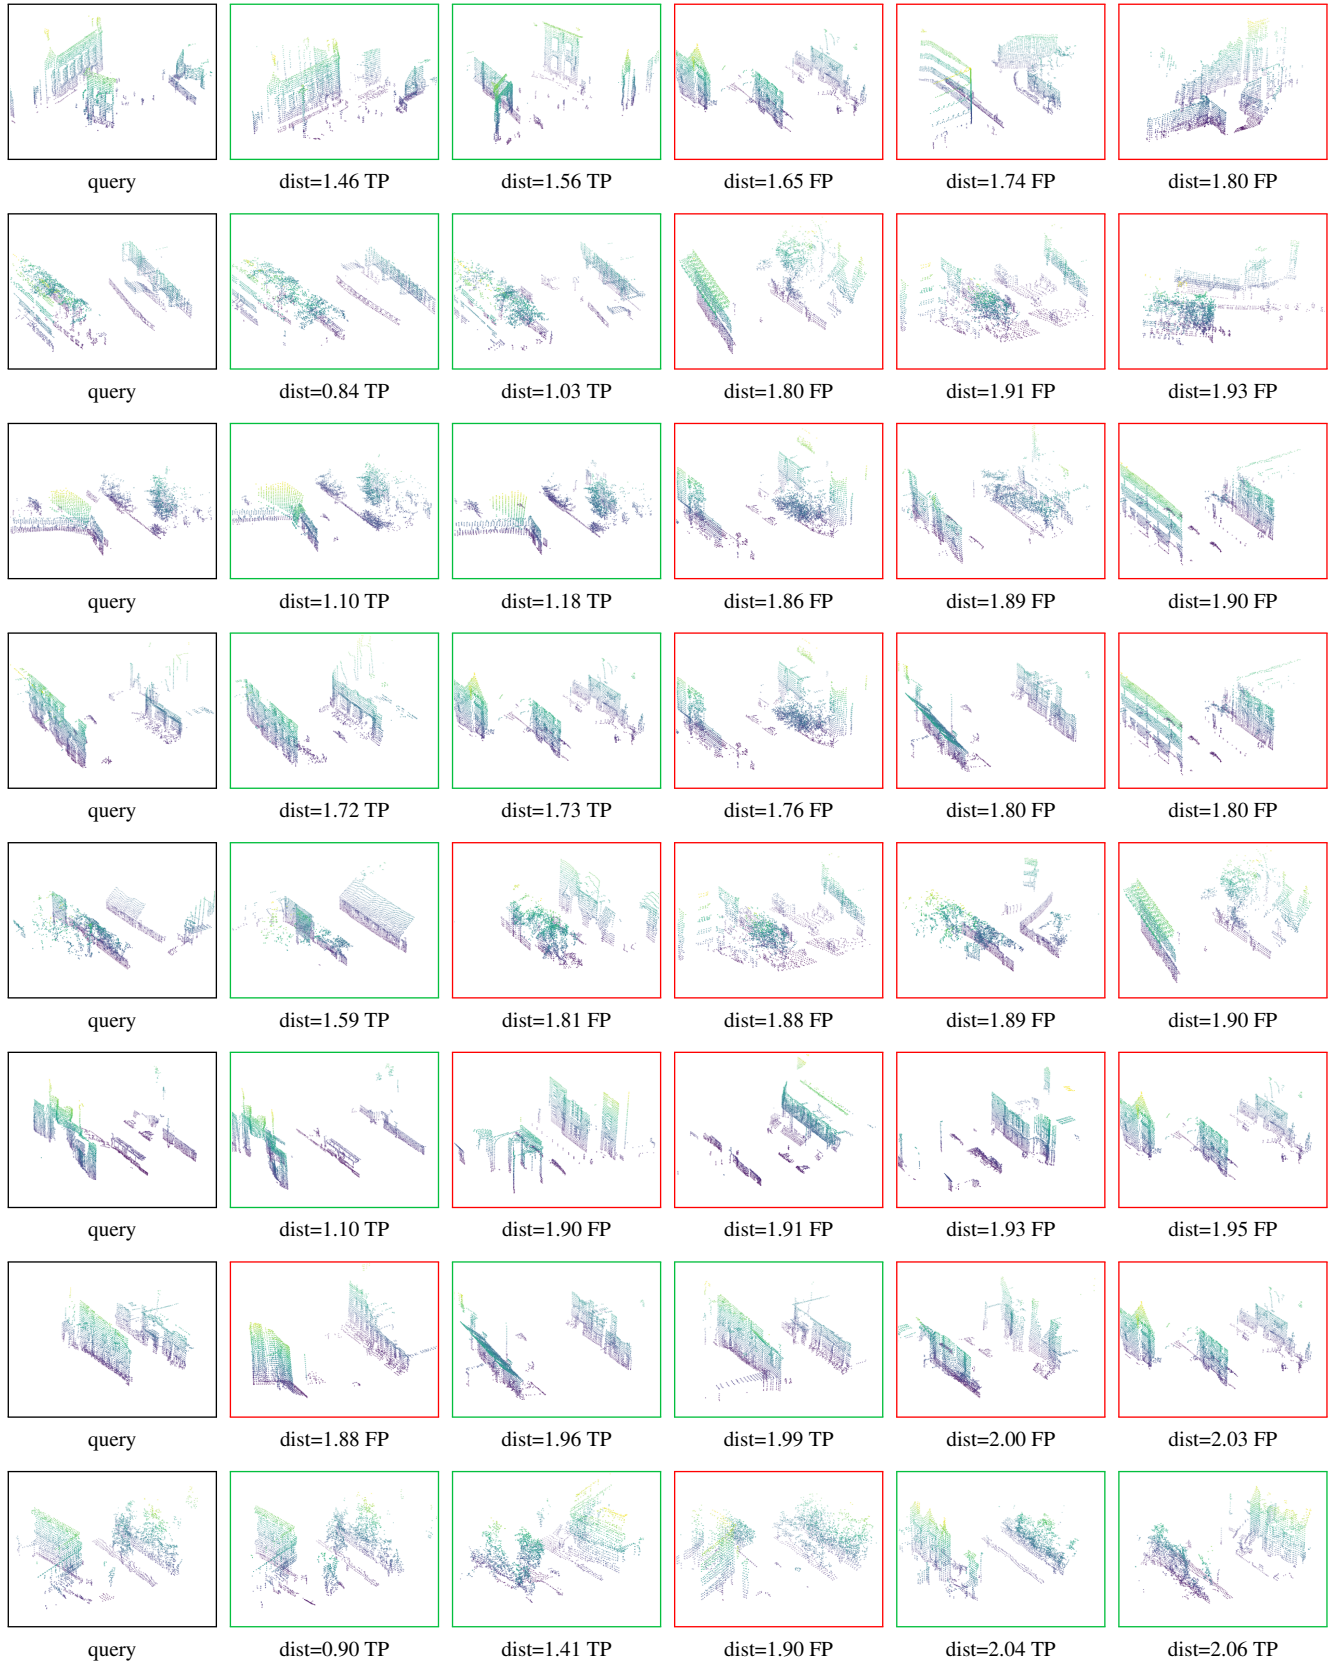 query dist=1.46 TP dist=1.56 TP dist=1.65 FP dist=1.74 FP dist=1.80 FP
query dist=0.84 TP dist=1.03 TP dist=1.80 FP dist=1.91 FP dist=1.93 FP
query dist=1.10 TP dist=1.18 TP dist=1.86 FP dist=1.89 FP dist=1.90 FP
query dist=1.72 TP dist=1.73 TP dist=1.76 FP dist=1.80 FP dist=1.80 FP
query dist=1.59 TP dist=1.81 FP dist=1.88 FP dist=1.89 FP dist=1.90 FP
query dist=1.10 TP dist=1.90 FP dist=1.91 FP dist=1.93 FP dist=1.95 FP
query dist=1.88 FP dist=1.96 TP dist=1.99 TP dist=2.00 FP dist=2.03 FP
query dist=0.90 TP dist=1.41 TP dist=1.90 FP dist=2.04 TP dist=2.06 TP